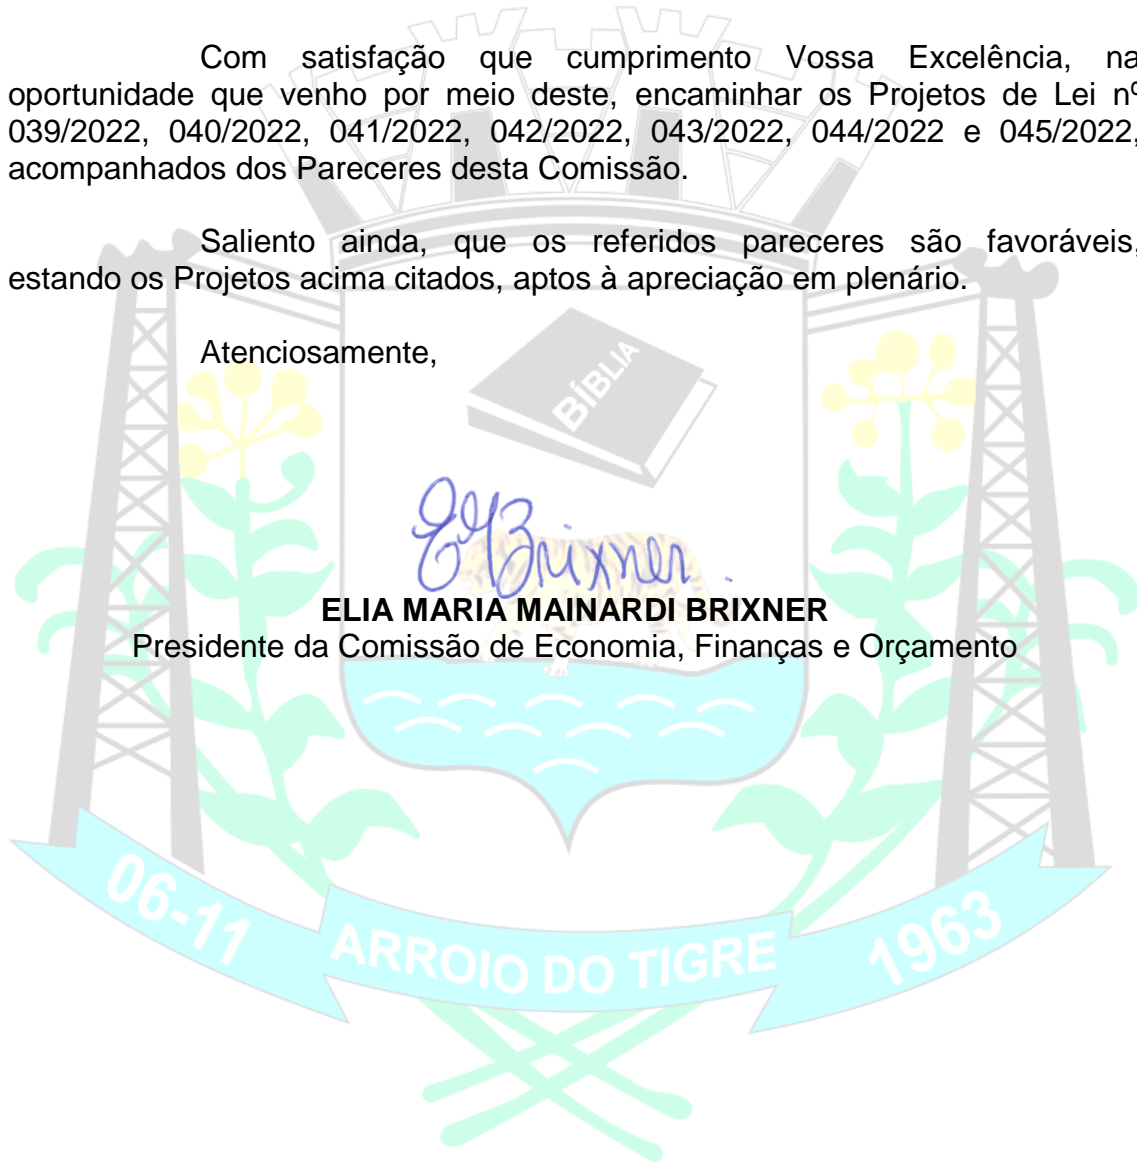 Com satisfação que cumprimento Vossa Excelência, na
oportunidade que venho por meio deste, encaminhar os Projetos de Lei nº
039/2022, 040/2022, 041/2022, 042/2022, 043/2022, 044/2022 e 045/2022,
acompanhados dos Pareceres desta Comissão.
Saliento ainda, que os referidos pareceres são favoráveis,
estando os Projetos acima citados, aptos à apreciação em plenário.
Atenciosamente,
BÍBLIA
EMBrixner
ELIA MARIA MAINARDI BRIXNER
Presidente da Comissão de Economia, Finanças e Orçamento
06-11
ARROIO DO TIGRE
1963